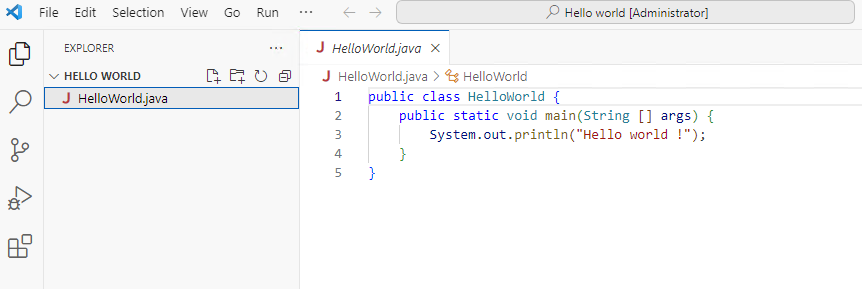 File Edit Selection View Go Run ··· Hello world [Administrator]
EXPLORER ···
HelloWorld.java
HELLO WORLD
J HelloWorld.java
J HelloWorld.java > HelloWorld
1 public class HelloWorld {
2 public static void main(String [] args) {
3 System.out.println("Hello world !");
4 }
5 }